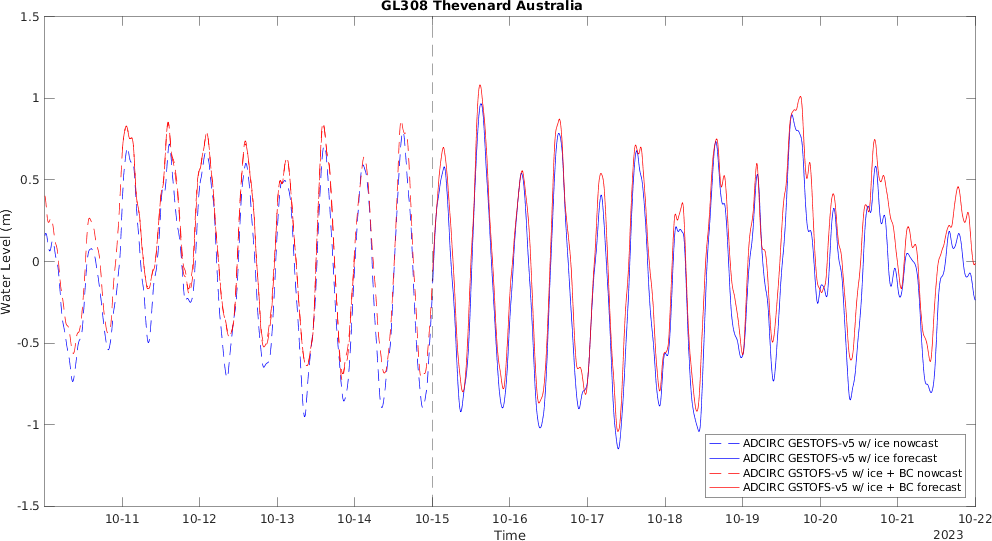 GL308 Thevenard Australia
1.5
1
0.5
0
-0.5
-1
-1.5
Water Level (m)
ADCIRC GESTOFS-v5 w/ ice nowcast
ADCIRC GESTOFS-v5 w/ ice forecast
ADCIRC GSTOFS-v5 w/ ice + BC nowcast
ADCIRC GSTOFS-v5 w/ ice + BC forecast
10-11 10-12 10-13 10-14 10-15 10-16 10-17 10-18 10-19 10-20 10-21 10-22
Time
2023